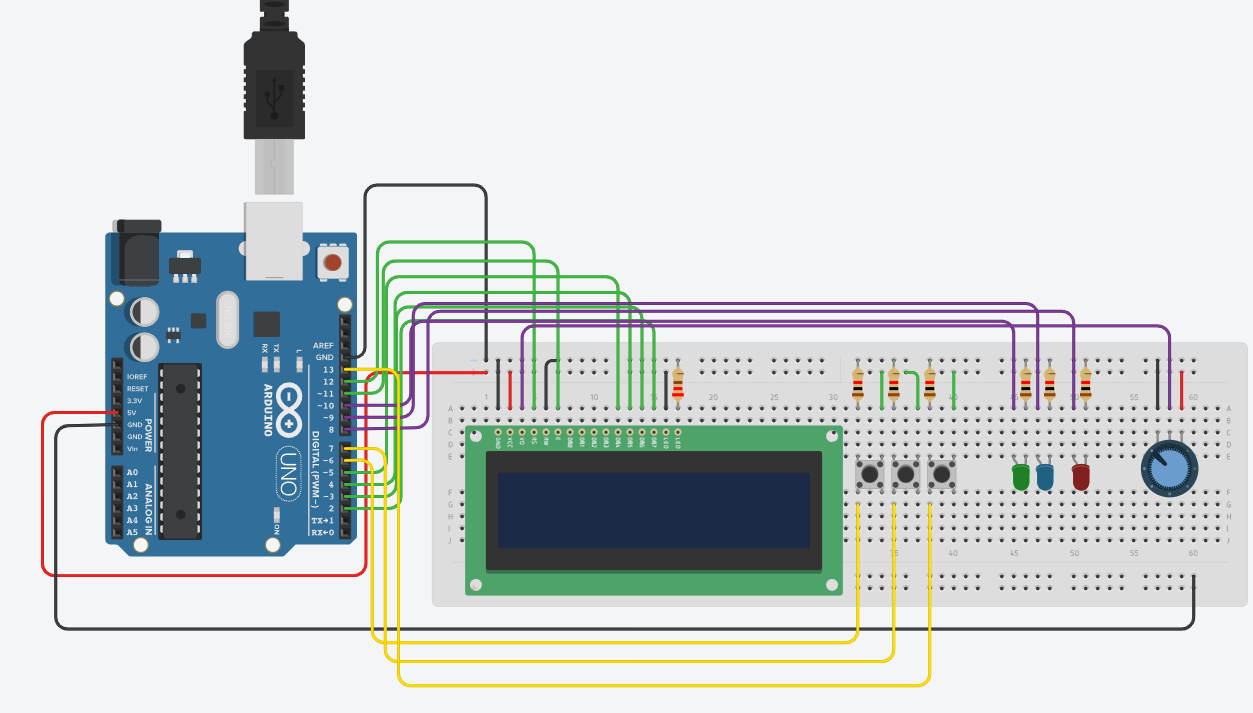 AREF
GND
13
12
~11
~10
~9
8
7
~6
~5
4
~3
2
TX→1
RX←0
DIGITAL (PWM~)
IOREF
RESET
3.3V
5V
GND
GND
Vin
POWER
A0
A1
A2
A3
A4
A5
ANALOG IN
RX
TX
L
ARDUINO
UNO
ON
1
10
20
25
30
40
45
50
55
60
A
B
C
D
E
F
G
H
I
J
A
B
C
D
E
F
G
H
I
J
GND
VCC
VO
RS
RW
E
DB0
DB1
DB2
DB3
DB4
DB5
DB6
DB7
LED
LED
35
45
50
55
60